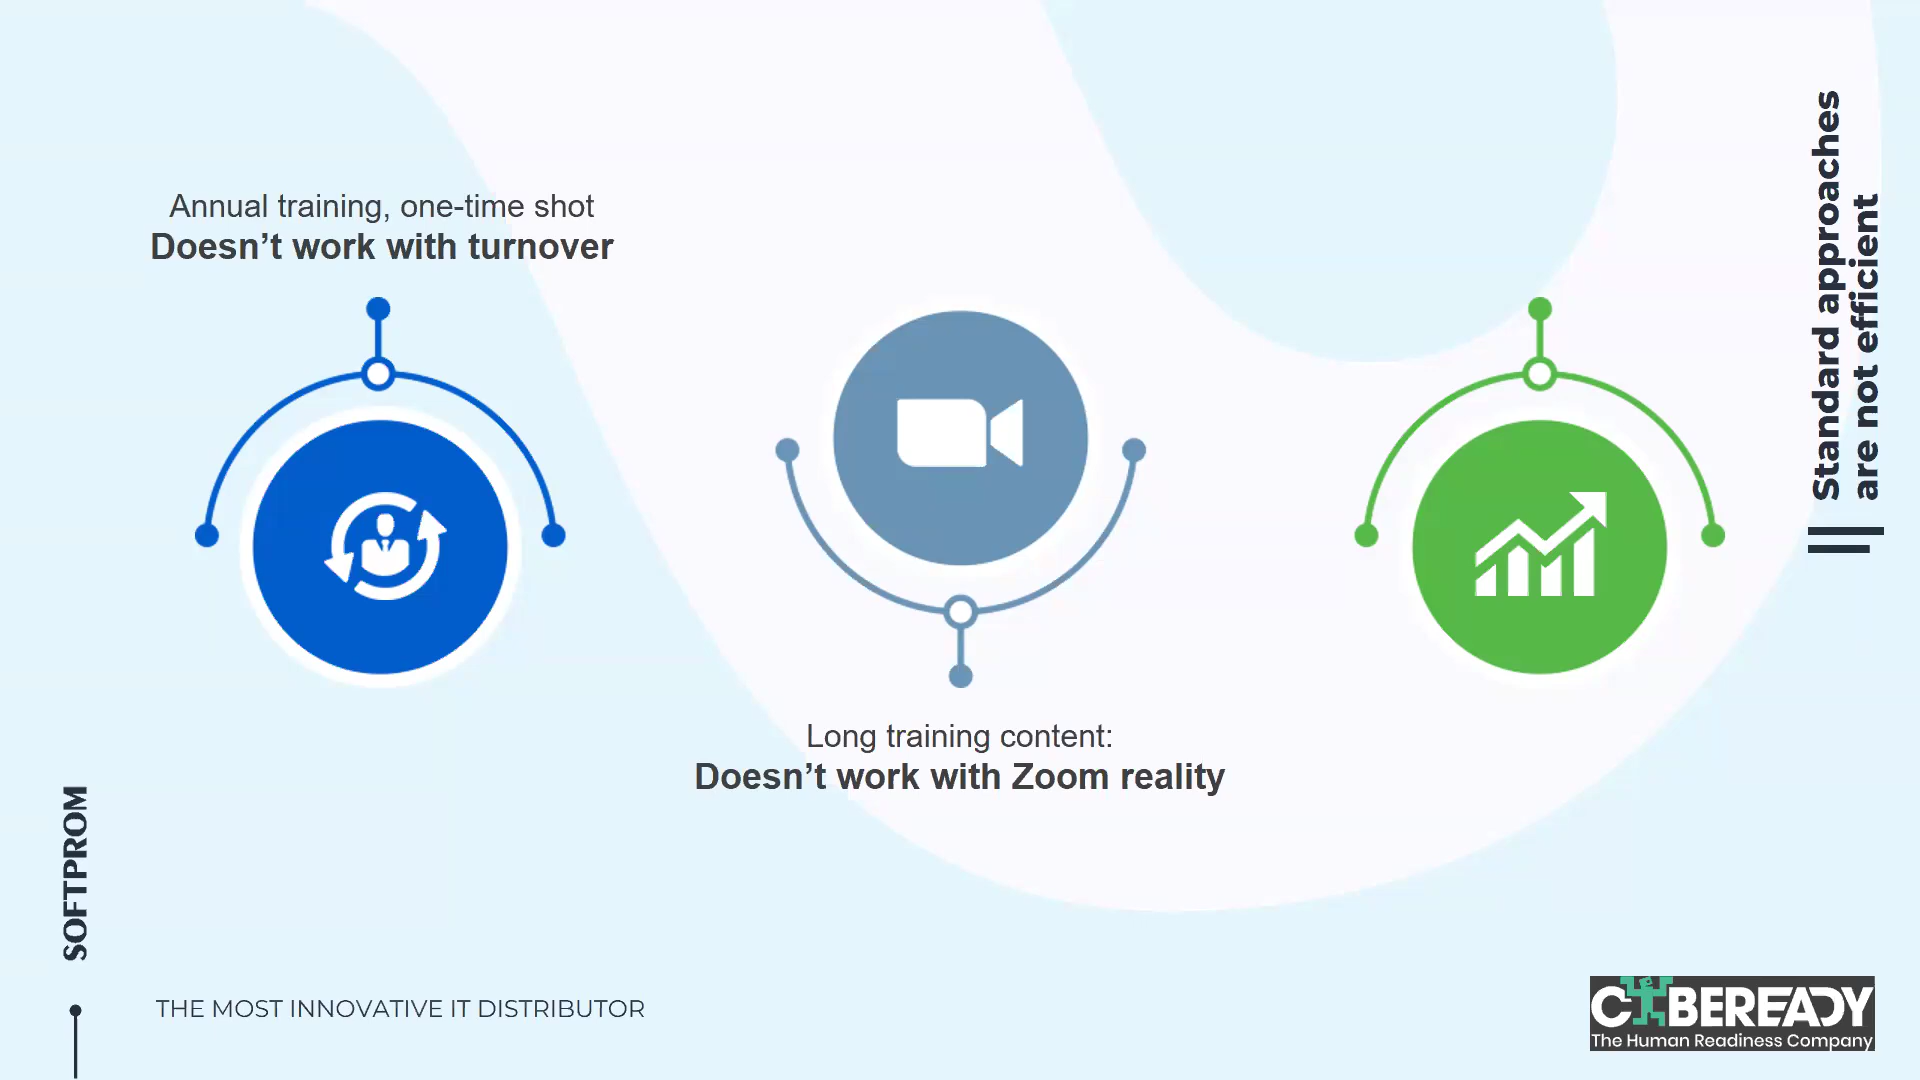 Standard approaches
are not efficient
Annual training, one-time shot
Doesn’t work with turnover
Long training content:
Doesn’t work with Zoom reality
SOFTPROM
THE MOST INNOVATIVE IT DISTRIBUTOR
CYBEREADY
The Human Readiness Company